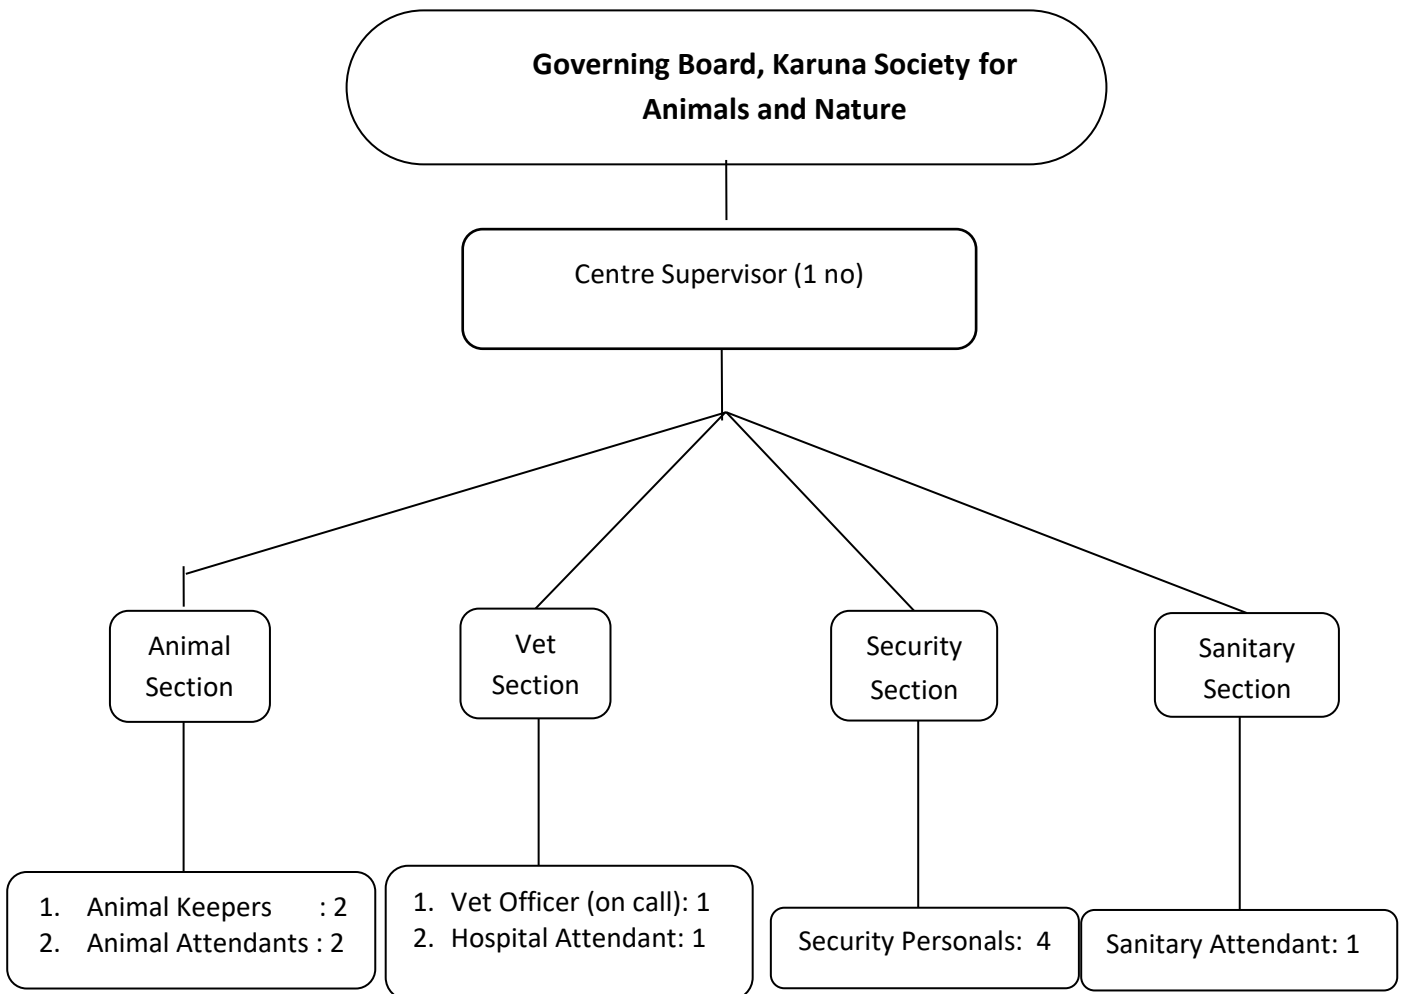 Governing Board, Karuna Society for
Animals and Nature
Centre Supervisor (1 no)
Animal
Section
Vet
Section
Security
Section
Sanitary
Section
1. Animal Keepers : 2
2. Animal Attendants : 2
1. Vet Officer (on call): 1
2. Hospital Attendant: 1
Security Personals: 4
Sanitary Attendant: 1